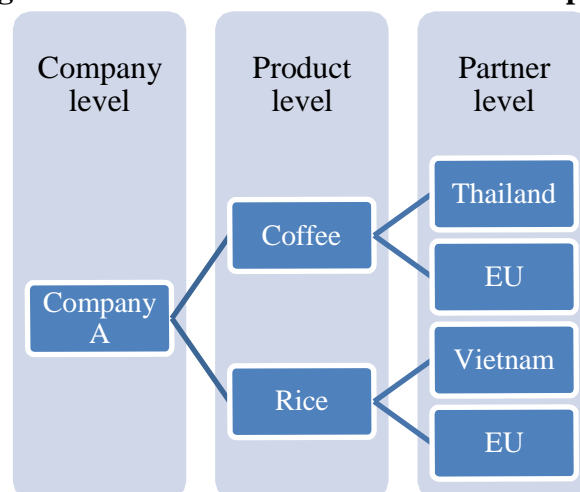 Company
level
Product
level
Partner
level
Company
A
Coffee
Rice
Thailand
EU
Vietnam
EU